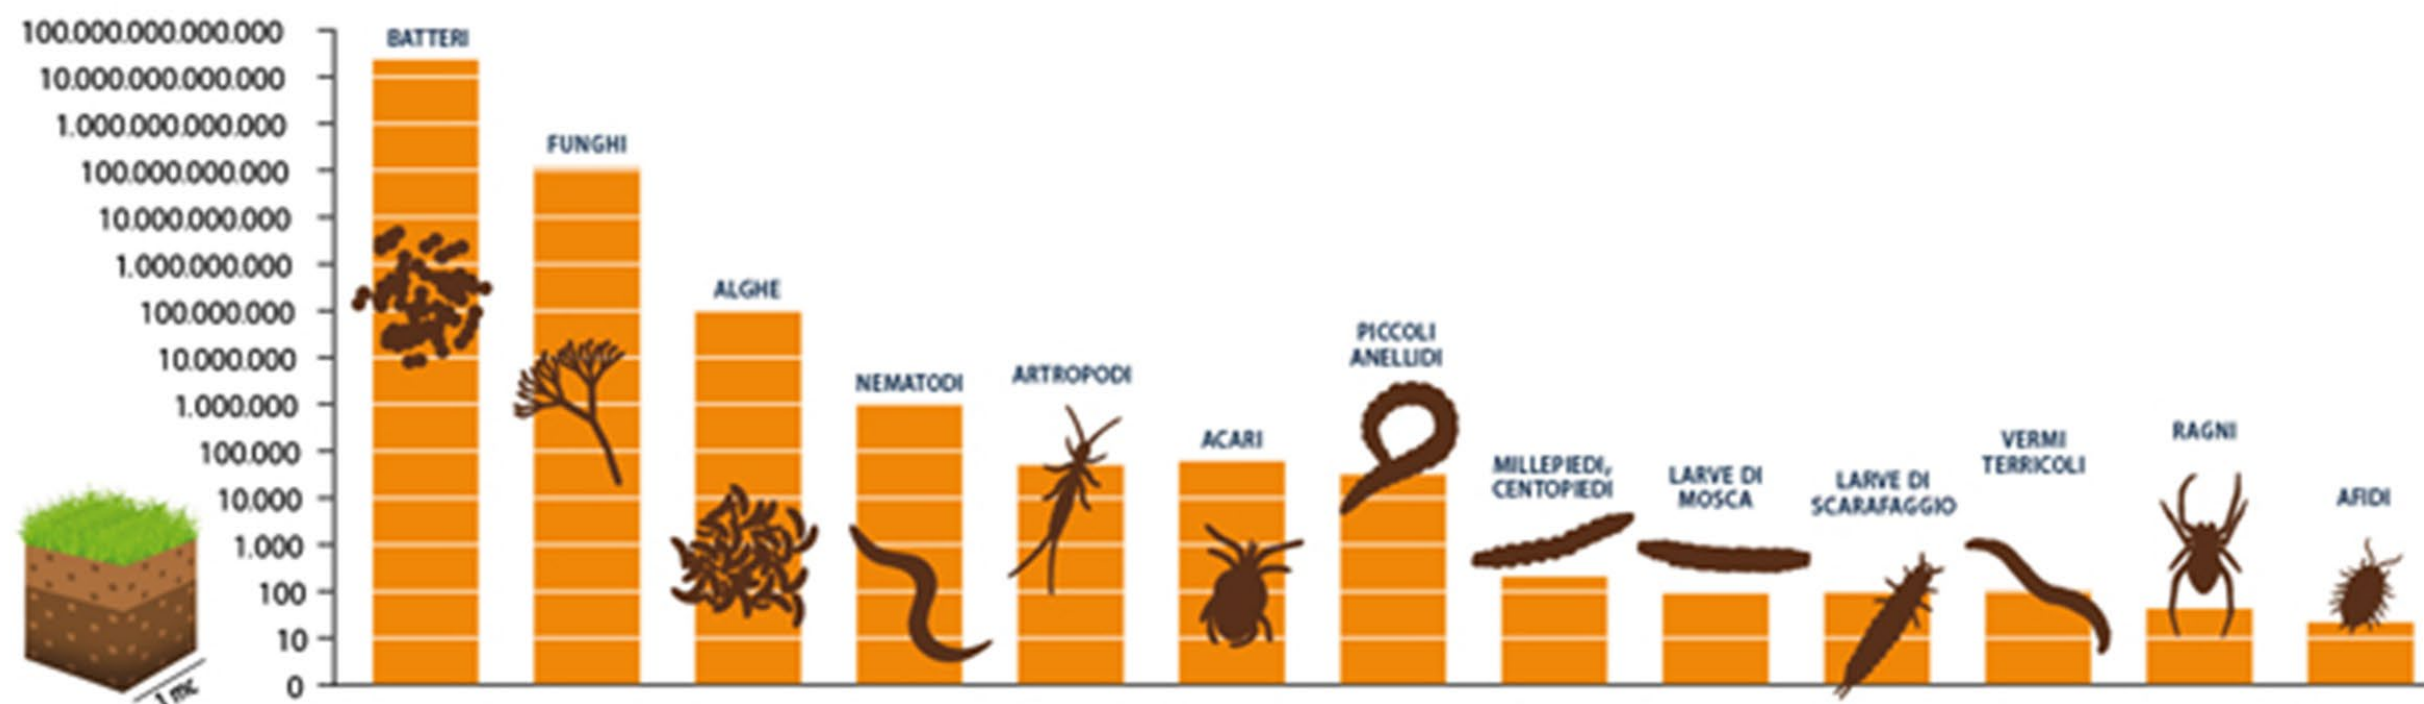 100.000.000.000.000
10.000.000.000.000
1.000.000.000.000
100.000.000.000
10.000.000.000
1.000.000.000
100.000.000
10.000.000
1.000.000
100.000
10.000
1.000
100
10
0
1 mc
BATTERI
FUNGHI
ALGHE
NEMATODI
ARTROPODI
ACARI
PICCOLI
ANELLIDI
MILLEPIEDI,
CENTOPIEDI
LARVE DI
MOSCA
LARVE DI
SCARAFAGGIO
VERMI
TERRICOLI
RAGNI
AFIDI